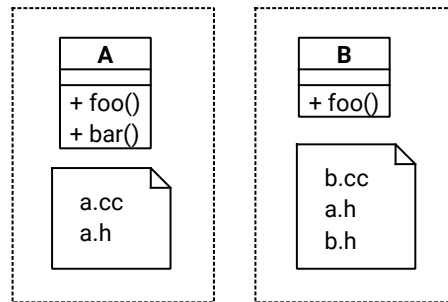 A
+ foo()
+ bar()
a.cc
a.h
B
+ foo()
b.cc
a.h
b.h